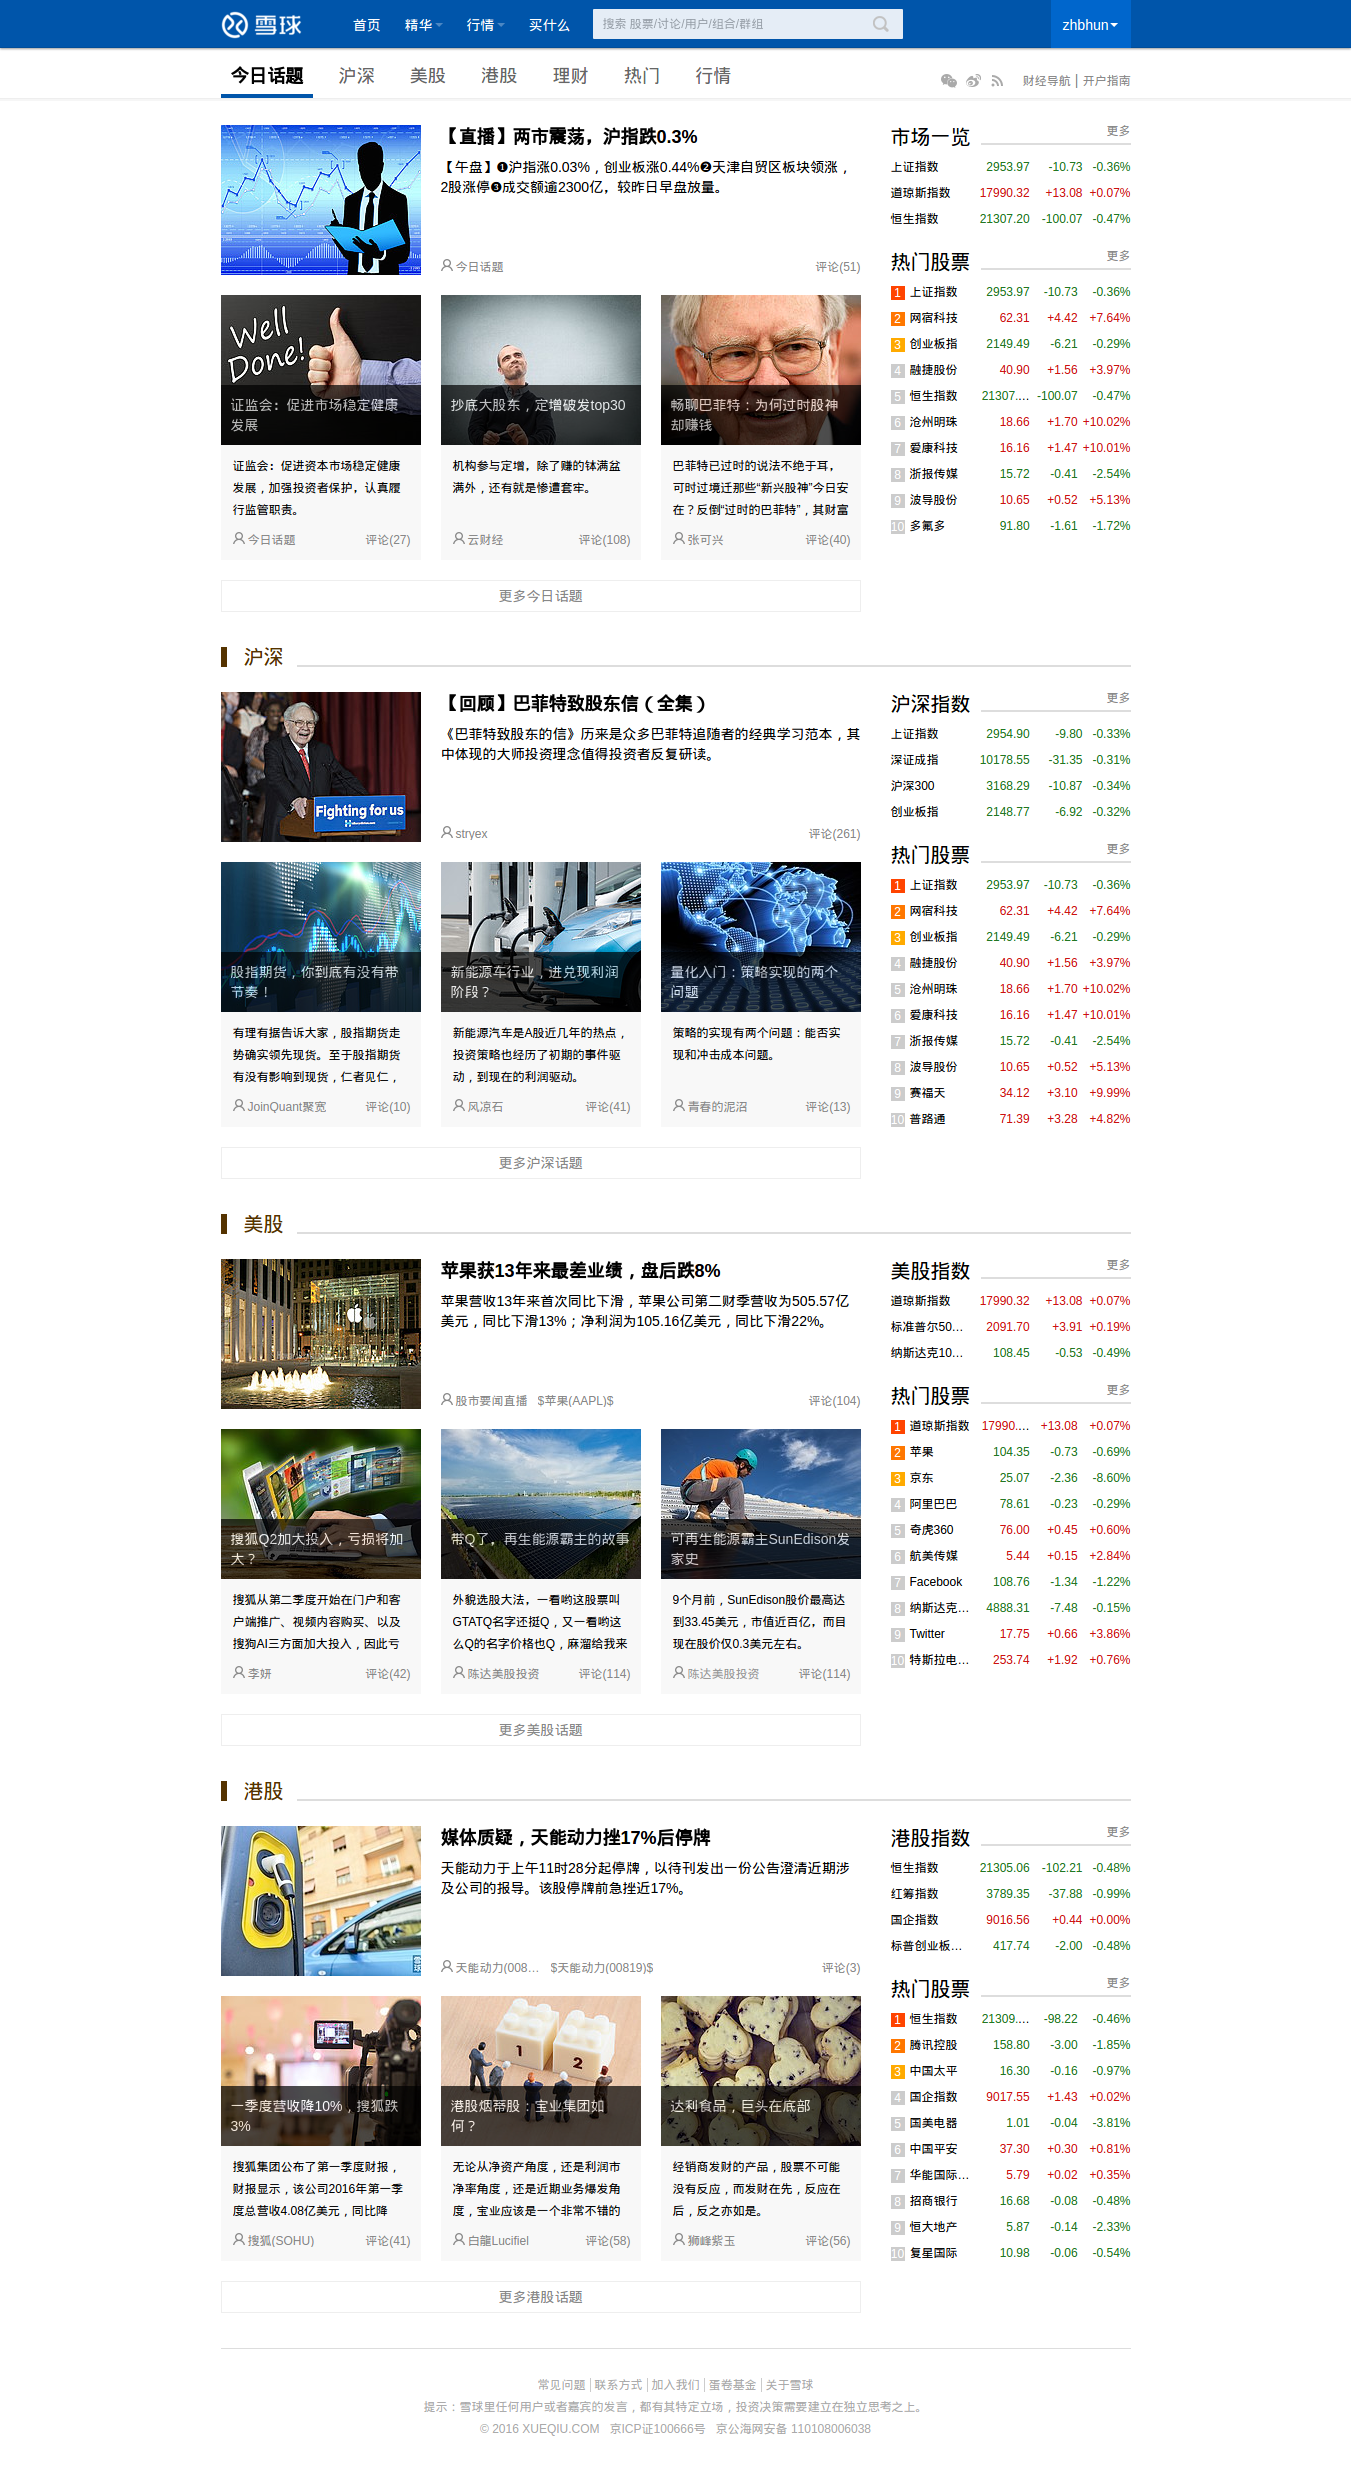 雪球 首页 精华 行情 买什么 搜索 股票/讨论/用户/组合/群组 zhbhun
今日话题 沪深 美股 港股 理财 热门 行情 财经导航 | 开户指南
【直播】两市震荡，沪指跌0.3%
【午盘】❶沪指涨0.03%，创业板涨0.44%❷天津自贸区板块领涨，
2股涨停❸成交额逾2300亿，较昨日早盘放量。
今日话题 评论(51)
Well Done!
证监会：促进市场稳定健康
发展
证监会：促进资本市场稳定健康
发展，加强投资者保护，认真履
行监管职责。
今日话题 评论(27)
抄底大股东，定增破发top30
机构参与定增，除了赚的钵满盆
满外，还有就是惨遭套牢。
云财经 评论(108)
畅聊巴菲特：为何过时股神
却赚钱
巴菲特已过时的说法不绝于耳，
可时过境迁那些“新兴股神”今日安
在？反倒“过时的巴菲特”，其财富
张可兴 评论(40)
更多今日话题
市场一览 更多
上证指数 2953.97 -10.73 -0.36%
道琼斯指数 17990.32 +13.08 +0.07%
恒生指数 21307.20 -100.07 -0.47%
热门股票 更多
1 上证指数 2953.97 -10.73 -0.36%
2 网宿科技 62.31 +4.42 +7.64%
3 创业板指 2149.49 -6.21 -0.29%
4 融捷股份 40.90 +1.56 +3.97%
5 恒生指数 21307.... -100.07 -0.47%
6 沧州明珠 18.66 +1.70 +10.02%
7 爱康科技 16.16 +1.47 +10.01%
8 浙报传媒 15.72 -0.41 -2.54%
9 波导股份 10.65 +0.52 +5.13%
10 多氟多 91.80 -1.61 -1.72%
沪深
【回顾】巴菲特致股东信（全集）
《巴菲特致股东的信》历来是众多巴菲特追随者的经典学习范本，其
中体现的大师投资理念值得投资者反复研读。
stryex 评论(261)
Fighting for us
股指期货，你到底有没有带
节奏！
有理有据告诉大家，股指期货走
势确实领先现货。至于股指期货
有没有影响到现货，仁者见仁，
JoinQuant聚宽 评论(10)
新能源车行业，进兑现利润
阶段？
新能源汽车是A股近几年的热点，
投资策略也经历了初期的事件驱
动，到现在的利润驱动。
风凉石 评论(41)
量化入门：策略实现的两个
问题
策略的实现有两个问题：能否实
现和冲击成本问题。
青春的泥沼 评论(13)
更多沪深话题
沪深指数 更多
上证指数 2954.90 -9.80 -0.33%
深证成指 10178.55 -31.35 -0.31%
沪深300 3168.29 -10.87 -0.34%
创业板指 2148.77 -6.92 -0.32%
热门股票 更多
1 上证指数 2953.97 -10.73 -0.36%
2 网宿科技 62.31 +4.42 +7.64%
3 创业板指 2149.49 -6.21 -0.29%
4 融捷股份 40.90 +1.56 +3.97%
5 沧州明珠 18.66 +1.70 +10.02%
6 爱康科技 16.16 +1.47 +10.01%
7 浙报传媒 15.72 -0.41 -2.54%
8 波导股份 10.65 +0.52 +5.13%
9 赛福天 34.12 +3.10 +9.99%
10 普路通 71.39 +3.28 +4.82%
美股
苹果获13年来最差业绩，盘后跌8%
苹果营收13年来首次同比下滑，苹果公司第二财季营收为505.57亿
美元，同比下滑13%；净利润为105.16亿美元，同比下滑22%。
股市要闻直播 $苹果(AAPL)$ 评论(104)
搜狐Q2加大投入，亏损将加
大？
搜狐从第二季度开始在门户和客
户端推广、视频内容购买、以及
搜狗AI三方面加大投入，因此亏
李妍 评论(42)
带Q了，再生能源霸主的故事
外貌选股大法，一看哟这股票叫
GTATQ名字还挺Q，又一看哟这
么Q的名字价格也Q，麻溜给我来
陈达美股投资 评论(114)
可再生能源霸主SunEdison发
家史
9个月前，SunEdison股价最高达
到33.45美元，市值近百亿，而目
现在股价仅0.3美元左右。
陈达美股投资 评论(114)
更多美股话题
美股指数 更多
道琼斯指数 17990.32 +13.08 +0.07%
标准普尔50... 2091.70 +3.91 +0.19%
纳斯达克10... 108.45 -0.53 -0.49%
热门股票 更多
1 道琼斯指数 17990.... +13.08 +0.07%
2 苹果 104.35 -0.73 -0.69%
3 京东 25.07 -2.36 -8.60%
4 阿里巴巴 78.61 -0.23 -0.29%
5 奇虎360 76.00 +0.45 +0.60%
6 航美传媒 5.44 +0.15 +2.84%
7 Facebook 108.76 -1.34 -1.22%
8 纳斯达克... 4888.31 -7.48 -0.15%
9 Twitter 17.75 +0.66 +3.86%
10 特斯拉电... 253.74 +1.92 +0.76%
港股
媒体质疑，天能动力挫17%后停牌
天能动力于上午11时28分起停牌，以待刊发出一份公告澄清近期涉
及公司的报导。该股停牌前急挫近17%。
天能动力(008... $天能动力(00819)$ 评论(3)
一季度营收降10%，搜狐跌
3%
搜狐集团公布了第一季度财报，
财报显示，该公司2016年第一季
度总营收4.08亿美元，同比降
搜狐(SOHU) 评论(41)
1 2
港股烟蒂股：宝业集团如
何？
无论从净资产角度，还是利润市
净率角度，还是近期业务爆发角
度，宝业应该是一个非常不错的
白龍Lucifiel 评论(58)
达利食品，巨头在底部
经销商发财的产品，股票不可能
没有反应，而发财在先，反应在
后，反之亦如是。
狮峰紫玉 评论(56)
更多港股话题
港股指数 更多
恒生指数 21305.06 -102.21 -0.48%
红筹指数 3789.35 -37.88 -0.99%
国企指数 9016.56 +0.44 +0.00%
标普创业板... 417.74 -2.00 -0.48%
热门股票 更多
1 恒生指数 21309.... -98.22 -0.46%
2 腾讯控股 158.80 -3.00 -1.85%
3 中国太平 16.30 -0.16 -0.97%
4 国企指数 9017.55 +1.43 +0.02%
5 国美电器 1.01 -0.04 -3.81%
6 中国平安 37.30 +0.30 +0.81%
7 华能国际... 5.79 +0.02 +0.35%
8 招商银行 16.68 -0.08 -0.48%
9 恒大地产 5.87 -0.14 -2.33%
10 复星国际 10.98 -0.06 -0.54%
常见问题 | 联系方式 | 加入我们 | 蛋卷基金 | 关于雪球
提示：雪球里任何用户或者嘉宾的发言，都有其特定立场，投资决策需要建立在独立思考之上。
© 2016 XUEQIU.COM 京ICP证100666号 京公海网安备 110108006038